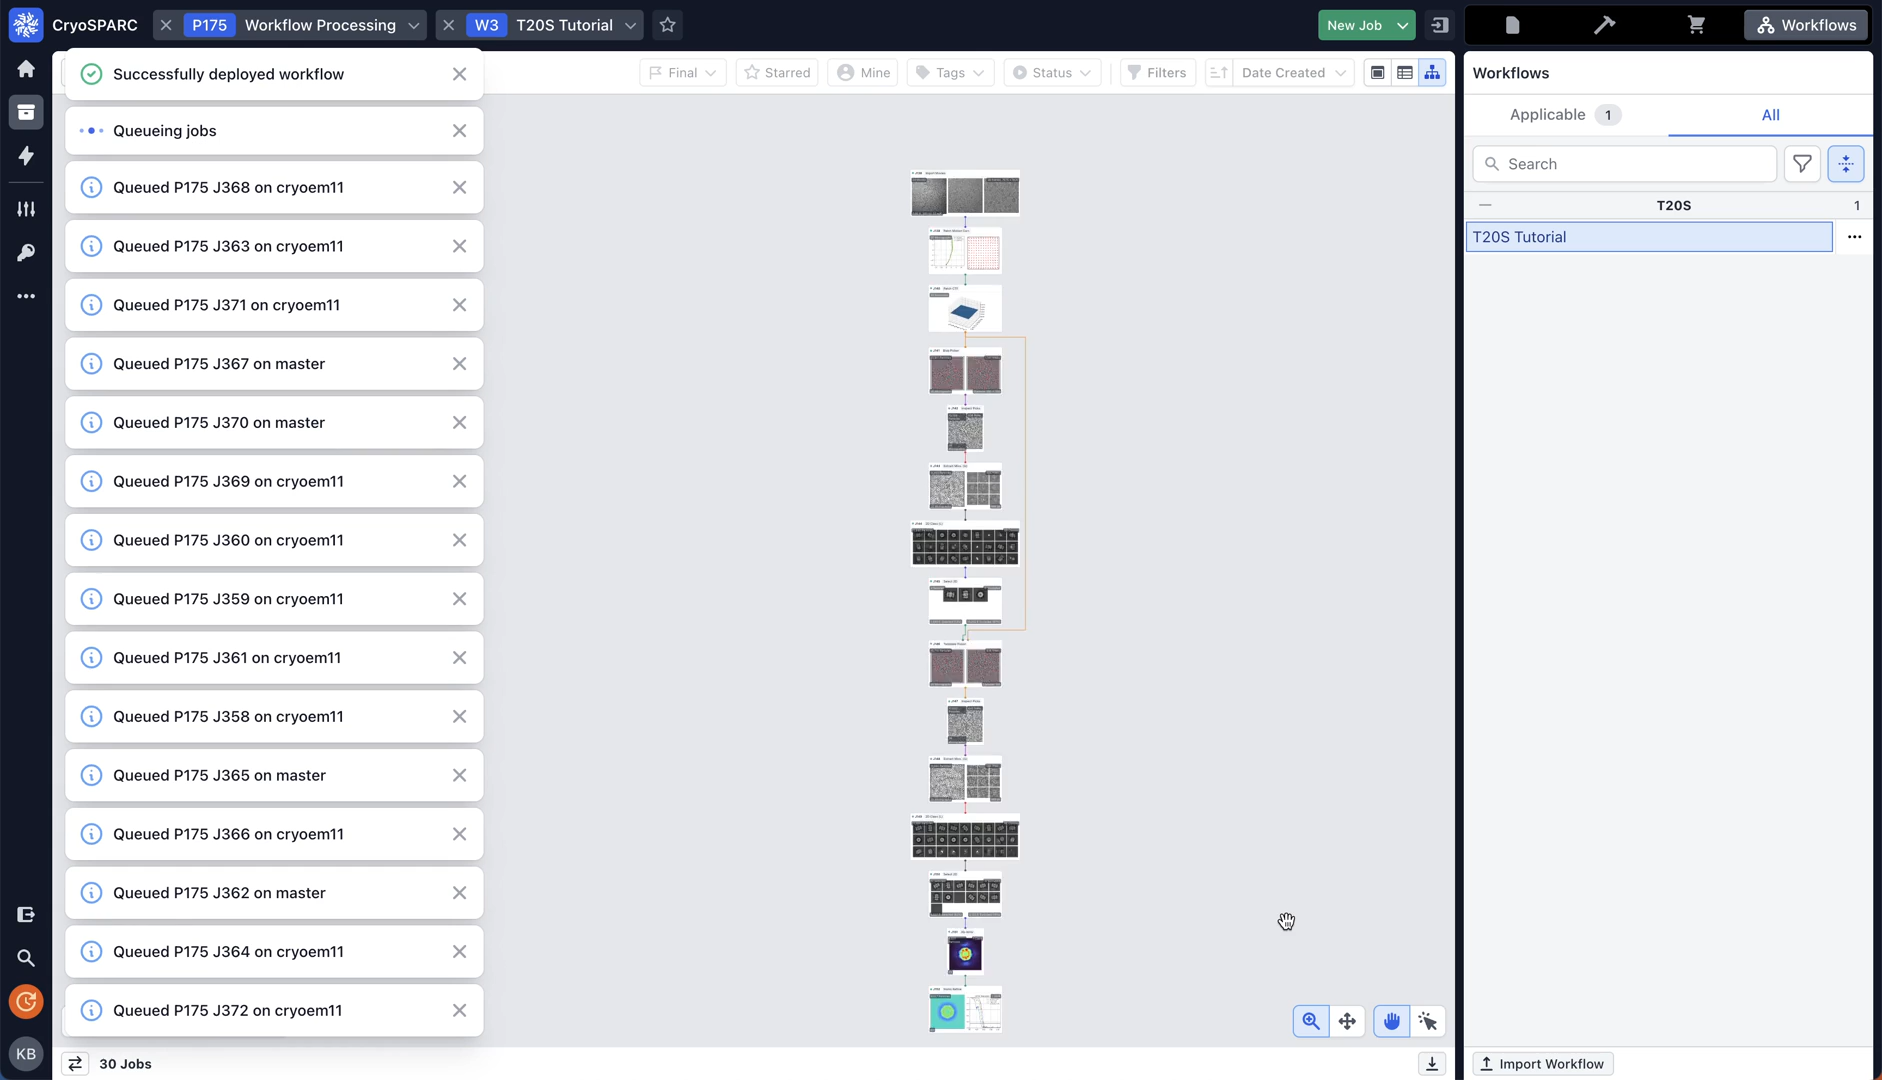 CryoSPARC
P175 Workflow Processing
W3 T20S Tutorial
New Job
Workflows
Successfully deployed workflow
Final
Starred
Mine
Tags
Status
Filters
Date Created
Workflows
Queueing jobs
Applicable 1
All
Search
Queued P175 J368 on cryoem11
T20S 1
T20S Tutorial
Queued P175 J363 on cryoem11
Queued P175 J371 on cryoem11
Queued P175 J367 on master
Queued P175 J370 on master
Queued P175 J369 on cryoem11
Queued P175 J360 on cryoem11
Queued P175 J359 on cryoem11
Queued P175 J361 on cryoem11
Queued P175 J358 on cryoem11
Queued P175 J365 on master
Queued P175 J366 on cryoem11
Queued P175 J362 on master
Queued P175 J364 on cryoem11
Queued P175 J372 on cryoem11
KB
30 Jobs
Import Workflow